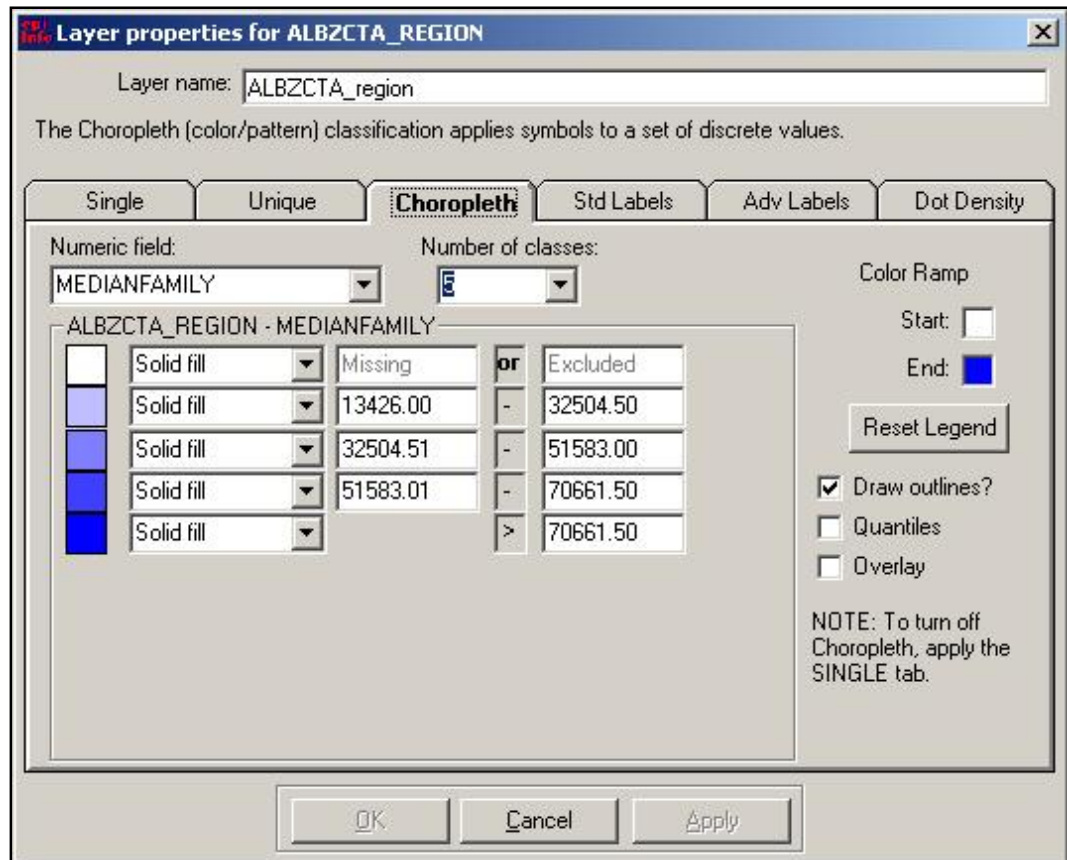 epi info Layer properties for ALBZCTA_REGION
Layer name: ALBZCTA_region
The Choropleth (color/pattern) classification applies symbols to a set of discrete values.
Single Unique Choropleth Std Labels Adv Labels Dot Density
Numeric field: Number of classes:
MEDIANFAMILY 5
Color Ramp
Start:
End:
Reset Legend
Draw outlines?
Quantiles
Overlay
NOTE: To turn off
Choropleth, apply the
SINGLE tab.
ALBZCTA_REGION - MEDIANFAMILY
Solid fill Missing or Excluded
Solid fill 13426.00 - 32504.50
Solid fill 32504.51 - 51583.00
Solid fill 51583.01 - 70661.50
Solid fill > 70661.50
OK Cancel Apply